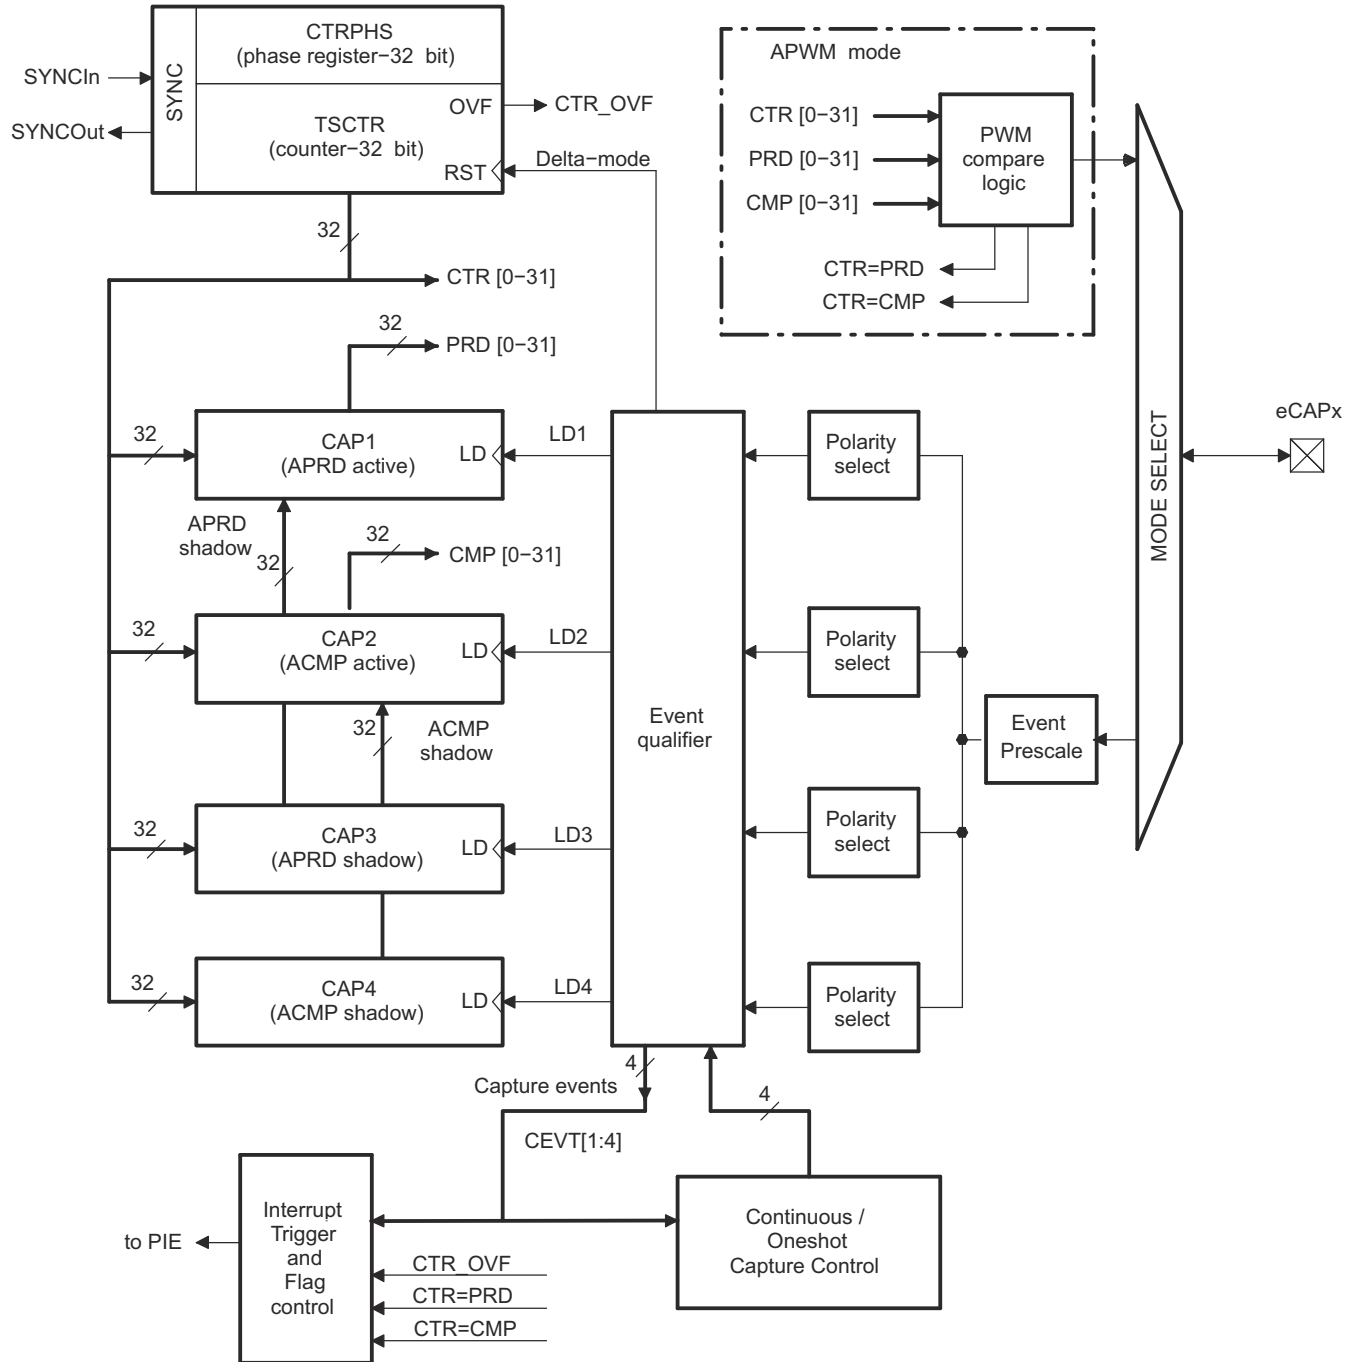 CTRPHS
(phase register−32 bit)
APWM mode
SYNCIn
SYNC
OVF
CTR_OVF
SYNCOut
TSCTR
(counter−32 bit)
RST
Delta−mode
CTR [0−31]
PRD [0−31]
CMP [0−31]
PWM
compare
logic
CTR=PRD
CTR=CMP
32
CTR [0−31]
32
PRD [0−31]
MODE SELECT
eCAPx
32
CAP1
(APRD active)
LD
LD1
Polarity
select
APRD
shadow
32
32
CMP [0−31]
32
CAP2
(ACMP active)
LD
LD2
Polarity
select
32
ACMP
shadow
Event
qualifier
Event
Prescale
32
CAP3
(APRD shadow)
LD
LD3
Polarity
select
32
CAP4
(ACMP shadow)
LD
LD4
Polarity
select
4
Capture events
4
CEVT[1:4]
to PIE
Interrupt
Trigger
and
Flag
control
Continuous /
Oneshot
Capture Control
CTR_OVF
CTR=PRD
CTR=CMP